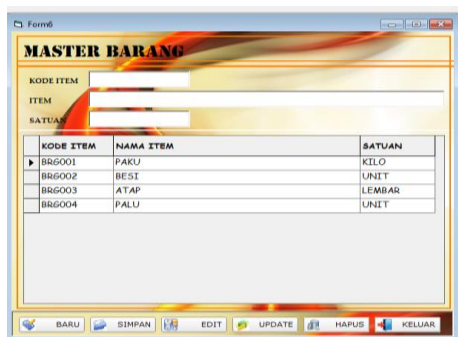 Form6
MASTER BARANG
KODE ITEM
ITEM
SATUAN
KODE ITEM NAMA ITEM SATUAN
BRG001 PAKU KILO
BRG002 BESI UNIT
BRG003 ATAP LEMBAR
BRG004 PALU UNIT
BARU SIMPAN EDIT UPDATE HAPUS KELUAR